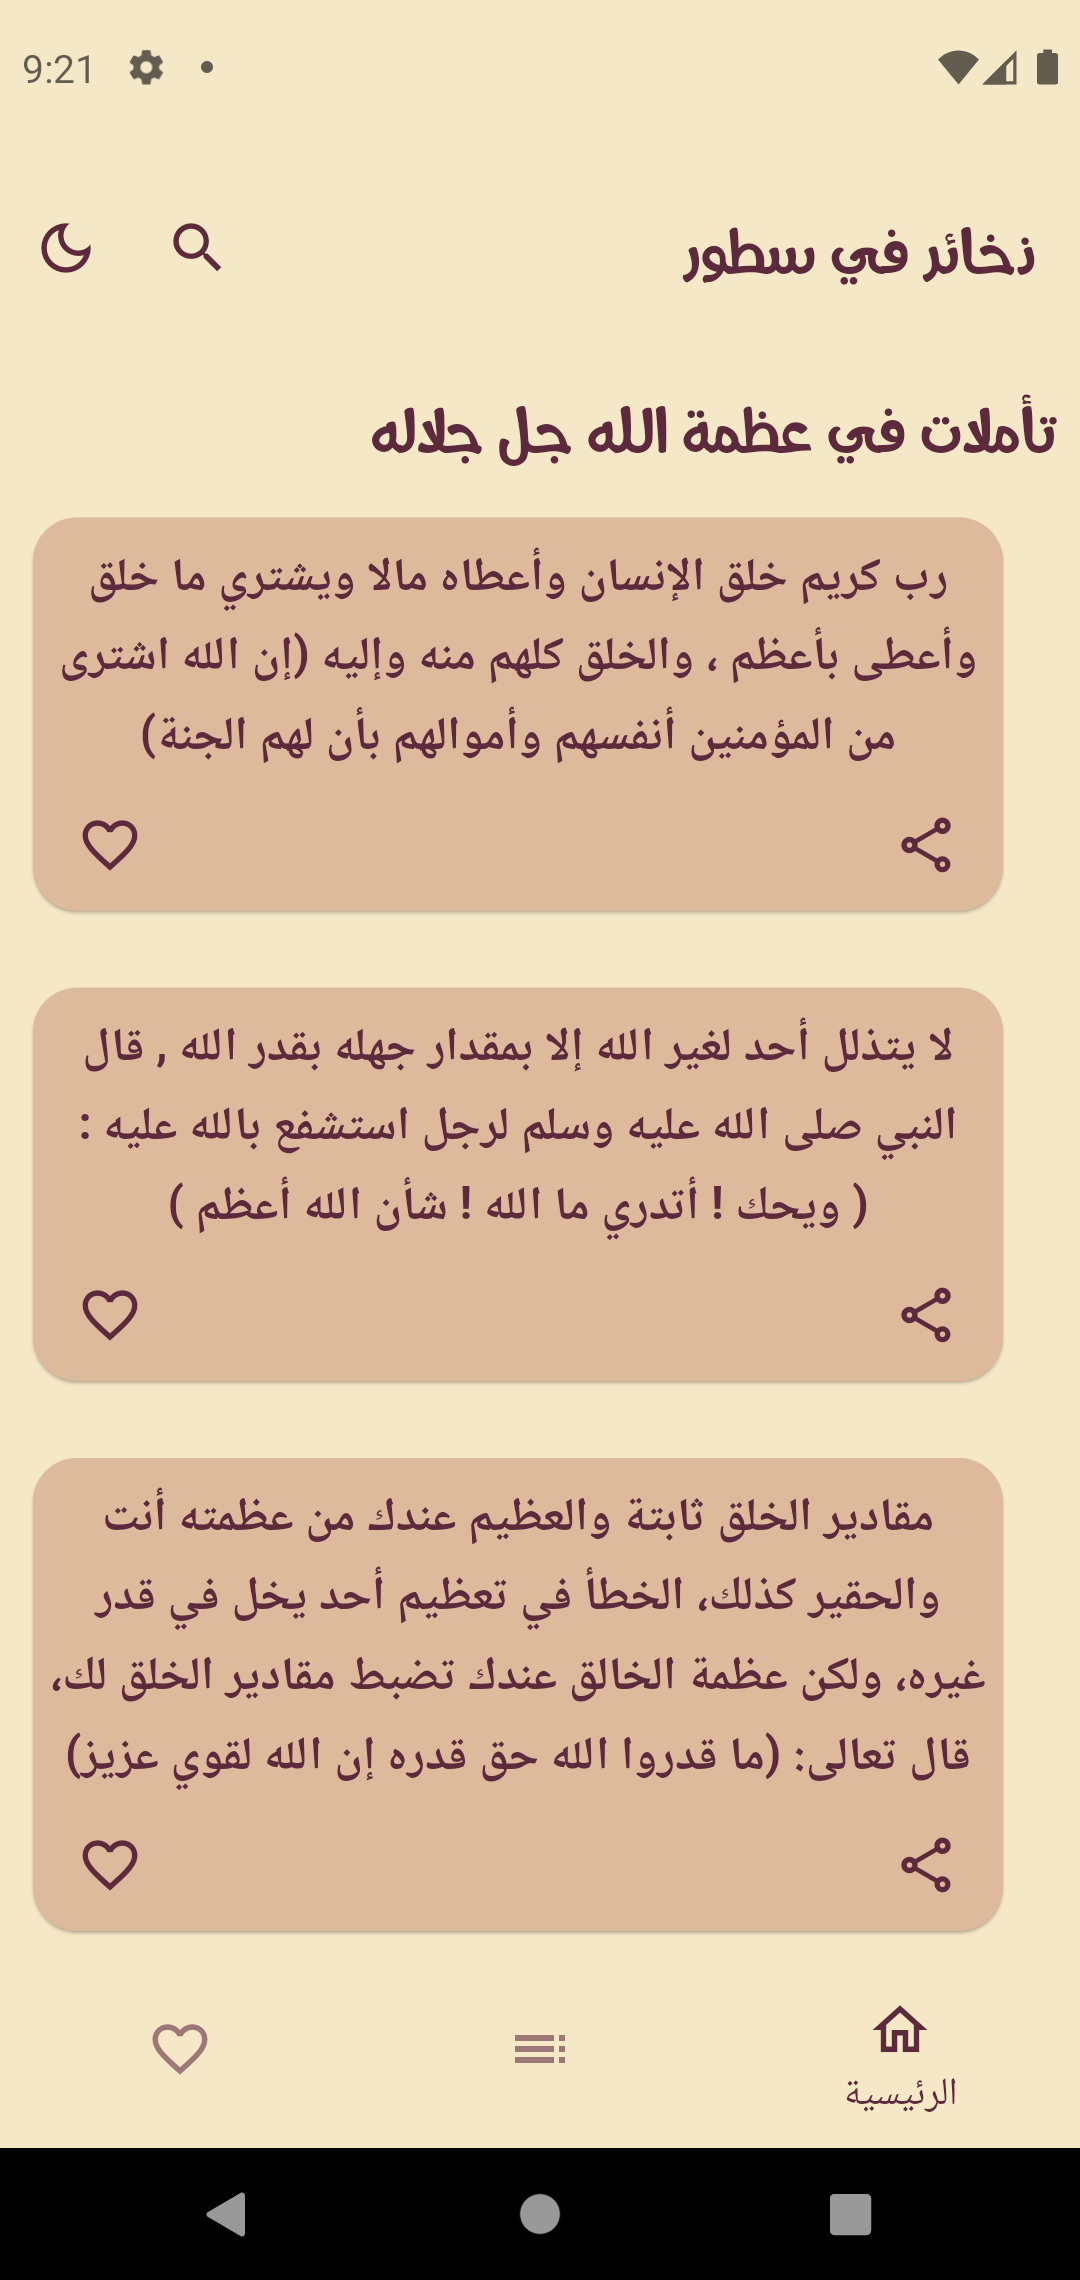 9:21
ذخائر في سطور
تأملات في عظمة الله جل جلاله
رب كريم خلق الإنسان وأعطاه مالا ويشتري ما خلق
وأعطى بأعظم ، والخلق كلهم منه وإليه (إن الله اشترى
من المؤمنين أنفسهم وأموالهم بأن لهم الجنة)
لا يتذلل أحد لغير الله إلا بمقدار جهله بقدر الله , قال
النبي صلى الله عليه وسلم لرجل استشفع بالله عليه :
( ويحك ! أتدري ما الله ! شأن الله أعظم )
مقادير الخلق ثابتة والعظيم عندك من عظمته أنت
والحقير كذلك، الخطأ في تعظيم أحد يخل في قدر
غيره، ولكن عظمة الخالق عندك تضبط مقادير الخلق لك،
قال تعالى: (ما قدروا الله حق قدره إن الله لقوي عزيز)
الرئيسية